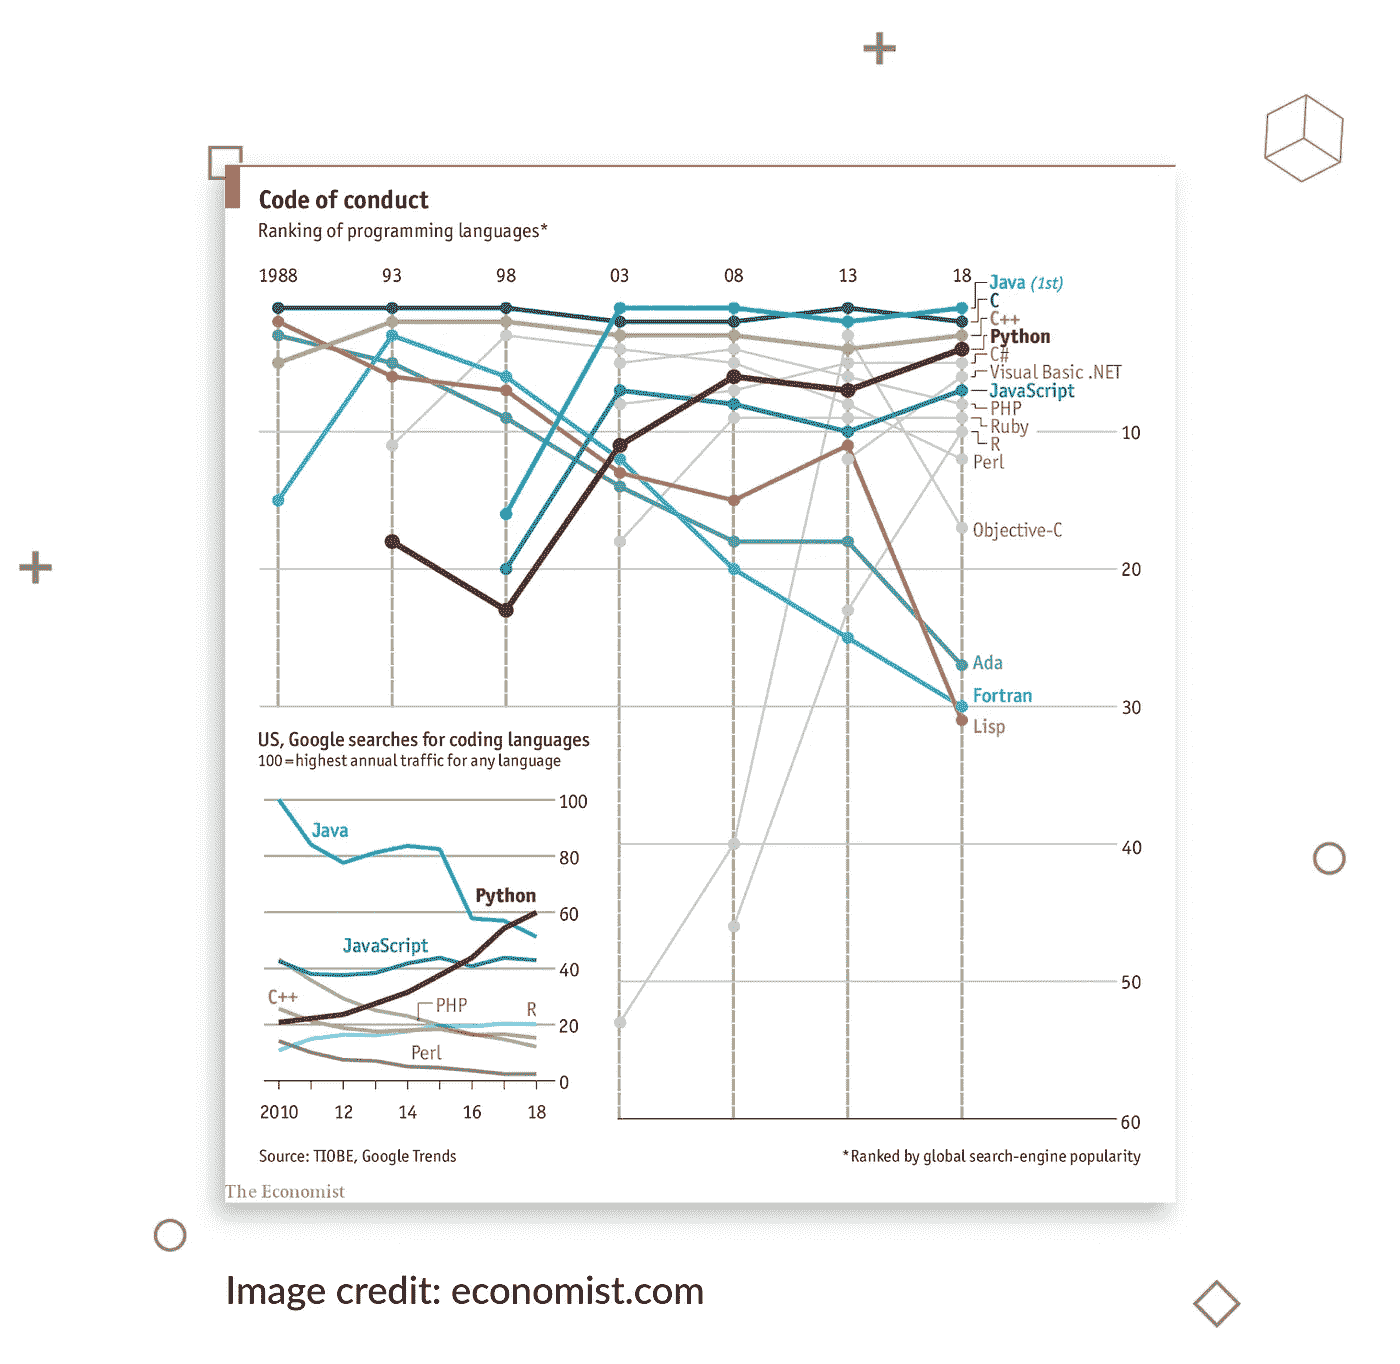 Code of conduct
Ranking of programming languages*
1988 93 98 03 08 13 18
Java (1st)
C
C++
Python
C#
Visual Basic .NET
JavaScript
PHP
Ruby
10
R
Perl
Objective-C
20
Ada
Fortran
30
Lisp
40
50
60
US, Google searches for coding languages
100=highest annual traffic for any language
100
Java
80
Python
60
JavaScript
40
C++
PHP
R
20
Perl
0
2010 12 14 16 18
Source: TIOBE, Google Trends
*Ranked by global search-engine popularity
The Economist
Image credit: economist.com